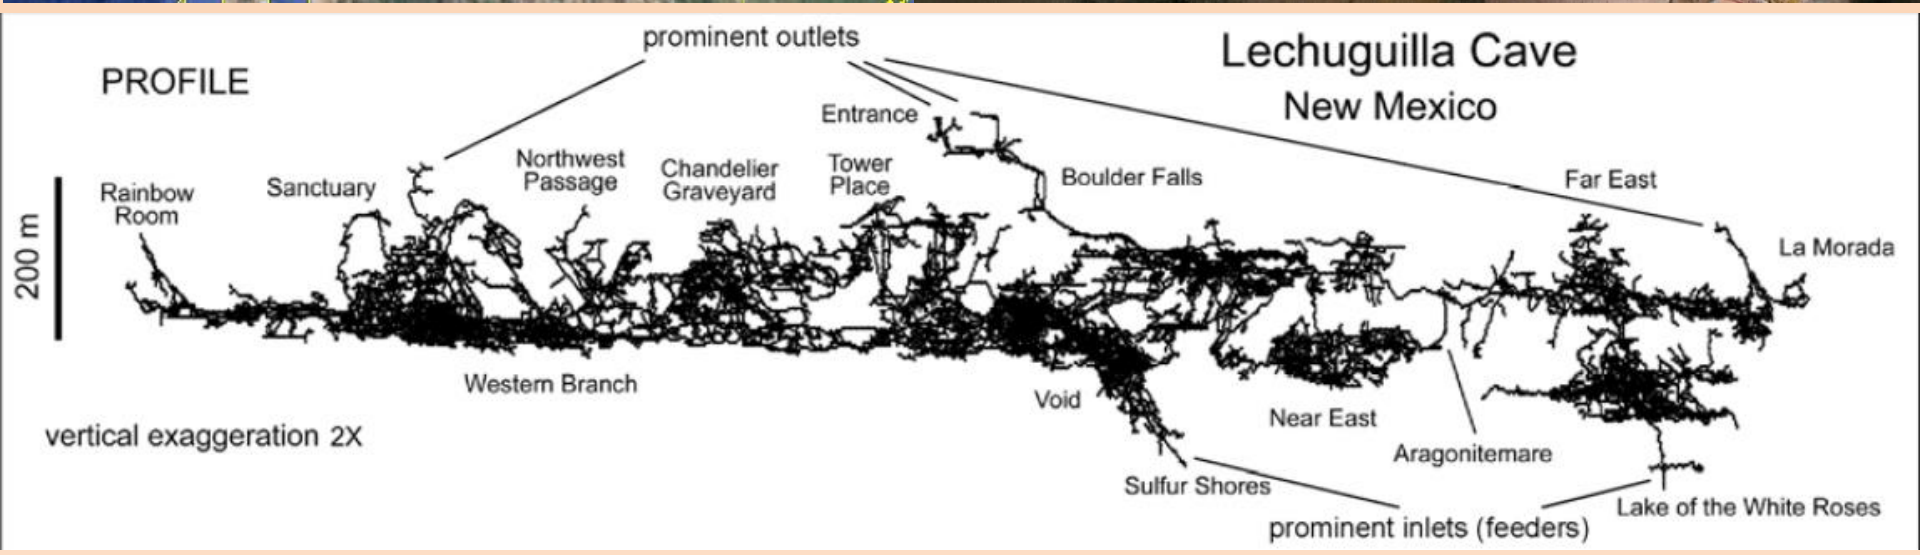 prominent outlets
Lechuguilla Cave
New Mexico
PROFILE
Entrance
Northwest
Passage
Chandelier
Graveyard
Tower
Place
Boulder Falls
Far East
Rainbow
Room
Sanctuary
La Morada
200 m
Western Branch
Void
Near East
vertical exaggeration 2X
Aragonitemare
Sulfur Shores
Lake of the White Roses
prominent inlets (feeders)